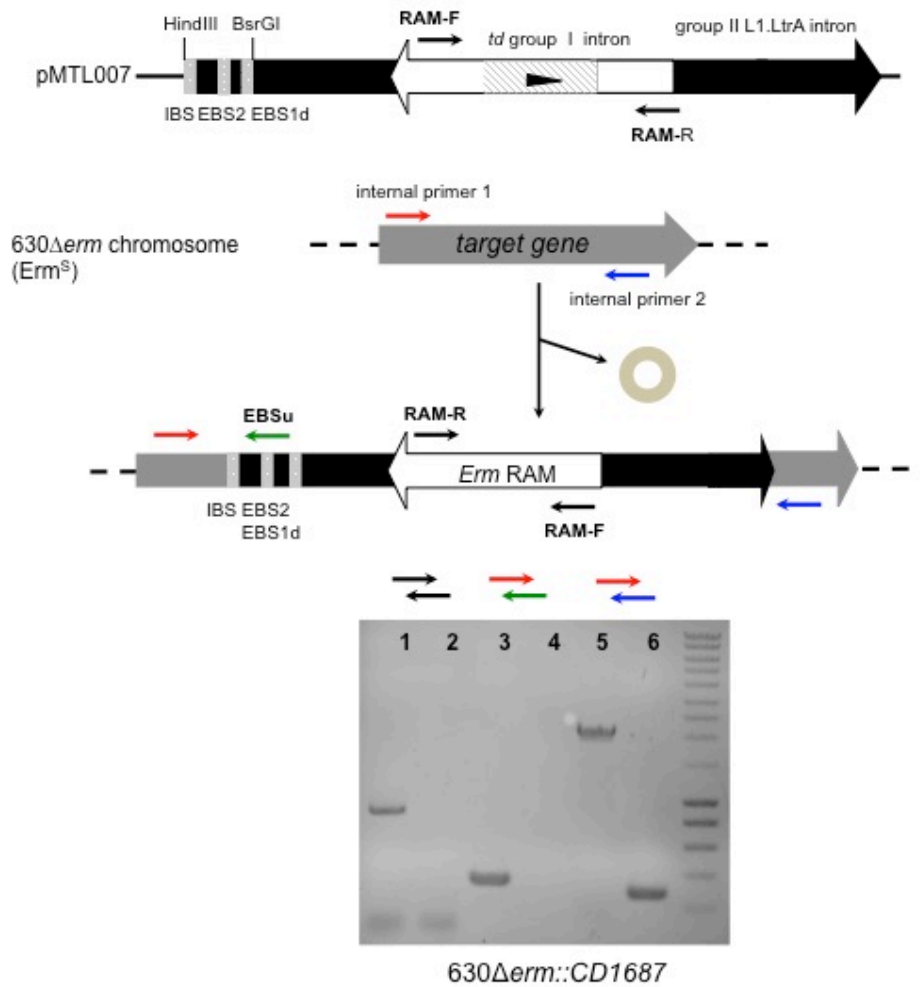 RAM-F
HindIII BsrGI td group I intron group II L1.LtrA intron
pMTL007
IBS EBS2 EBS1d RAM-R
internal primer 1
630Δerm chromosome
(ErmS)
target gene
internal primer 2
EBSu RAM-R
Erm RAM
IBS EBS2
EBS1d
RAM-F
1 2 3 4 5 6
630Δerm::CD1687